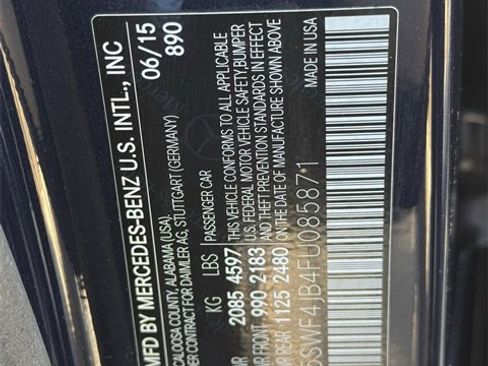 MFD BY MERCEDES-BENZ U.S. INTL., INC
CALOOSA COUNTY, ALABAMA (USA)
DER CONTRACT FOR DAIMLER AG, STUTTGART (GERMANY)
06/15
890
KG LBS
2085 4597
FRONT 990 2183
REAR 1125 2480
PASSENGER CAR
THIS VEHICLE CONFORMS TO ALL APPLICABLE
U.S. FEDERAL MOTOR VEHICLE SAFETY, BUMPER
AND THEFT PREVENTION STANDARDS IN EFFECT
ON THE DATE OF MANUFACTURE SHOWN ABOVE
5SWF4JB4FU085871
MADE IN USA